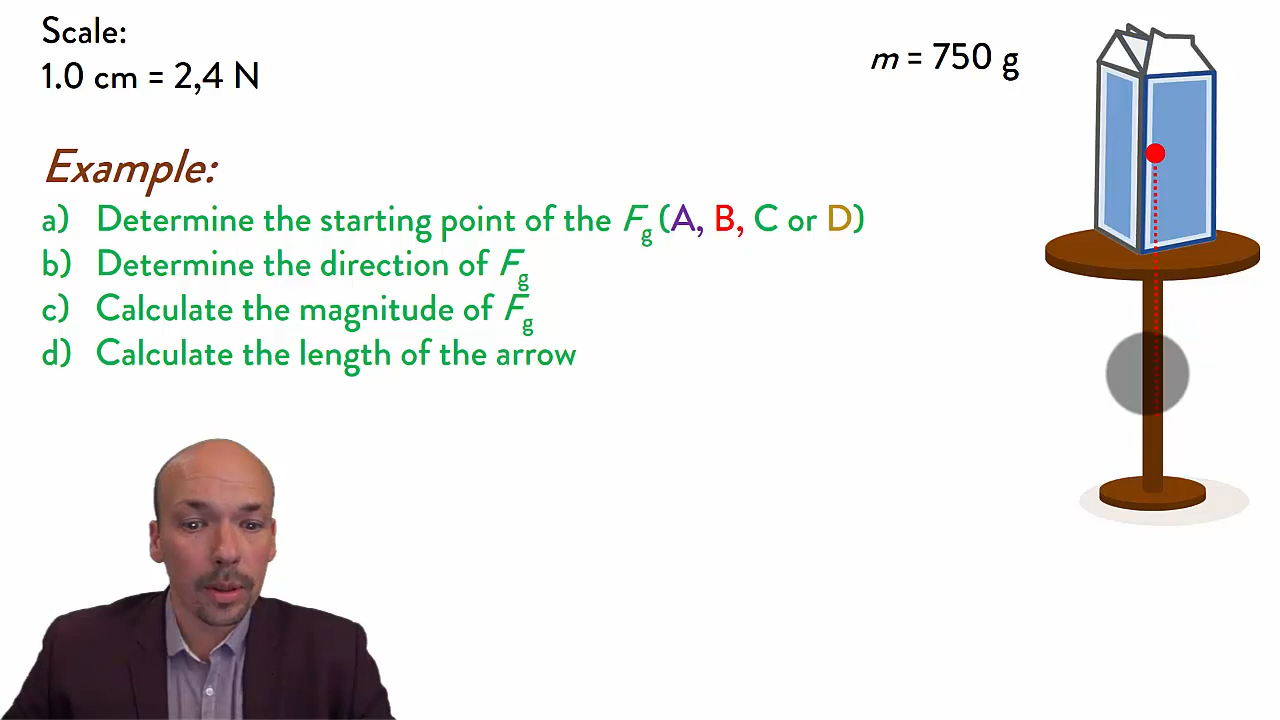 Scale:
1.0 cm = 2,4 N
m = 750 g
Example:
a) Determine the starting point of the Fg (A, B, C or D)
b) Determine the direction of Fg
c) Calculate the magnitude of Fg
d) Calculate the length of the arrow